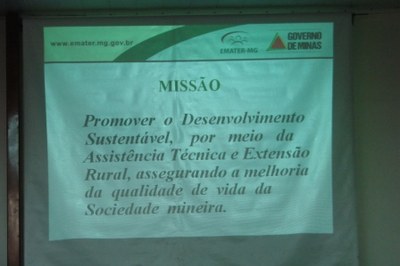 www.emater.mg.gov.br
EMATER-MG
GOVERNO
DE MINAS
MISSÃO
Promover o Desenvolvimento
Sustentável, por meio da
Assistência Técnica e Extensão
Rural, assegurando a melhoria
da qualidade de vida da
Sociedade mineira.